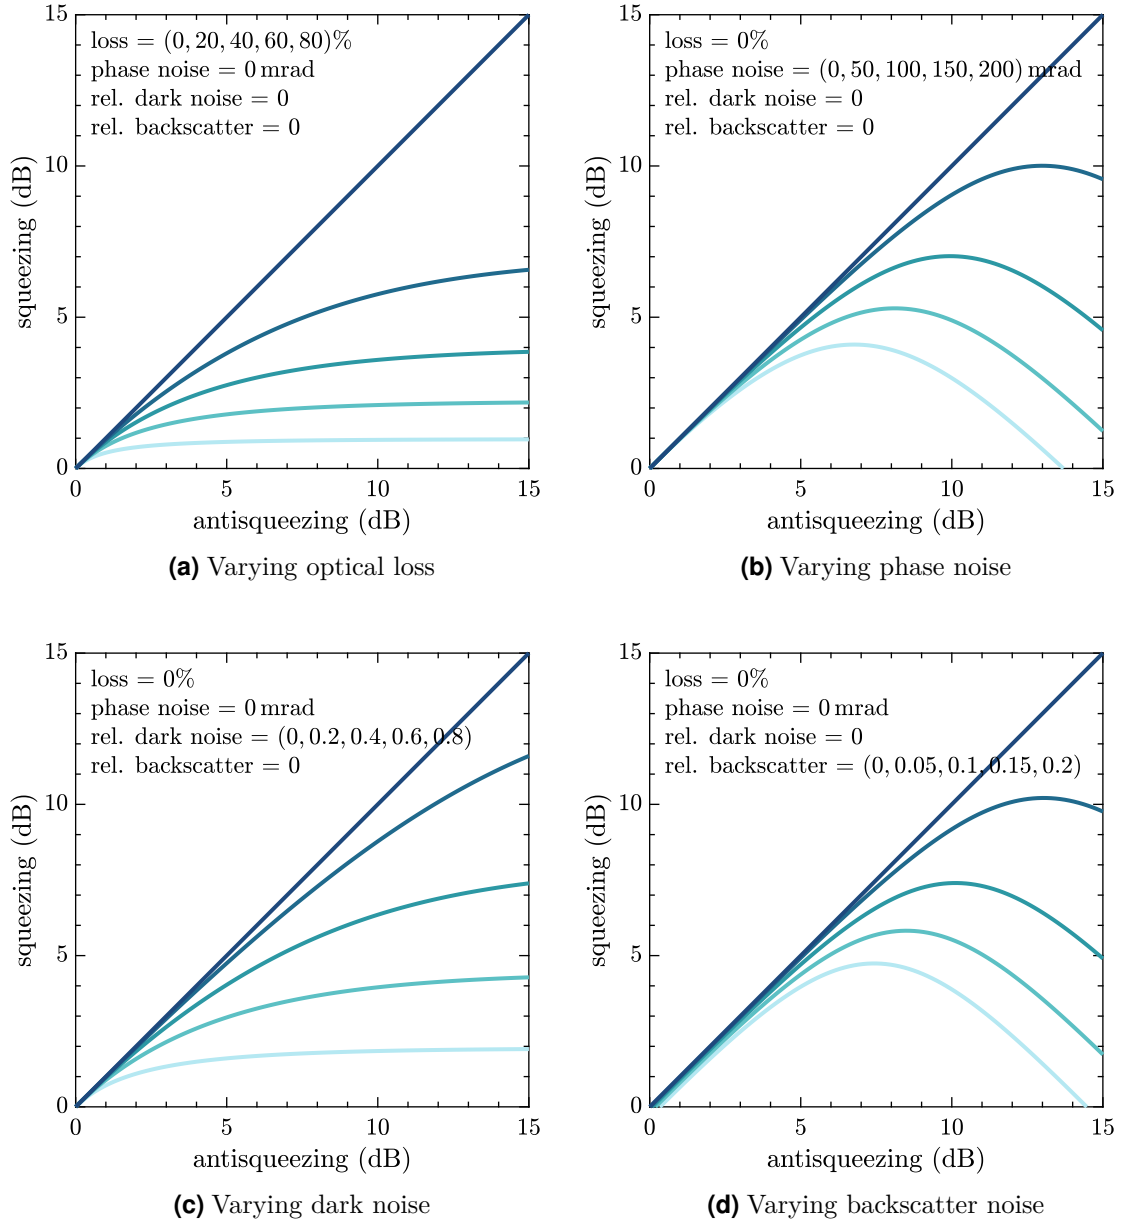 15
loss = (0, 20, 40, 60, 80)%
phase noise = 0 mrad
rel. dark noise = 0
rel. backscatter = 0
10
squeezing (dB)
5
0
0 5 10 15
antisqueezing (dB)
(a) Varying optical loss
15
loss = 0%
phase noise = (0, 50, 100, 150, 200) mrad
rel. dark noise = 0
rel. backscatter = 0
10
squeezing (dB)
5
0
0 5 10 15
antisqueezing (dB)
(b) Varying phase noise
15
loss = 0%
phase noise = 0 mrad
rel. dark noise = (0, 0.2, 0.4, 0.6, 0.8)
rel. backscatter = 0
10
squeezing (dB)
5
0
0 5 10 15
antisqueezing (dB)
(c) Varying dark noise
15
loss = 0%
phase noise = 0 mrad
rel. dark noise = 0
rel. backscatter = (0, 0.05, 0.1, 0.15, 0.2)
10
squeezing (dB)
5
0
0 5 10 15
antisqueezing (dB)
(d) Varying backscatter noise